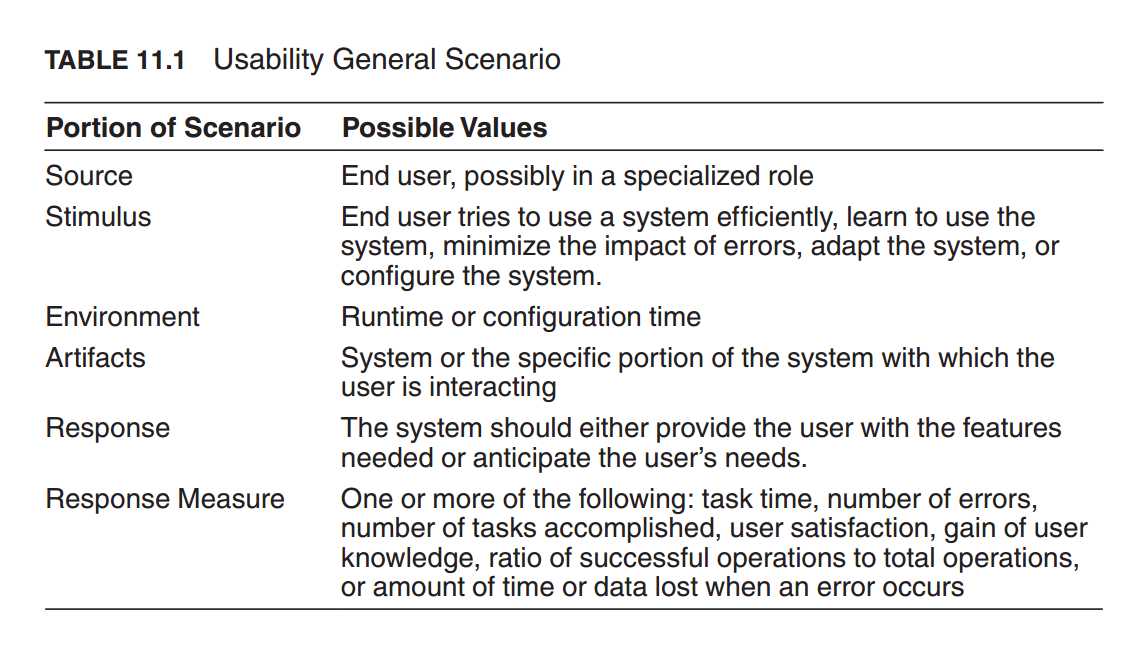 TABLE 11.1 Usability General Scenario
Portion of Scenario Possible Values
Source End user, possibly in a specialized role
Stimulus End user tries to use a system efficiently, learn to use the
system, minimize the impact of errors, adapt the system, or
configure the system.
Environment Runtime or configuration time
Artifacts System or the specific portion of the system with which the
user is interacting
Response The system should either provide the user with the features
needed or anticipate the user’s needs.
Response Measure One or more of the following: task time, number of errors,
number of tasks accomplished, user satisfaction, gain of user
knowledge, ratio of successful operations to total operations,
or amount of time or data lost when an error occurs